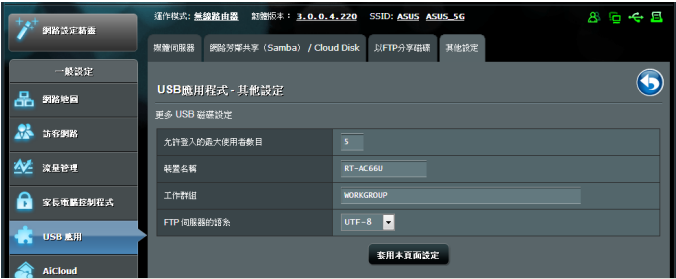 運作模式: 無線路由器 韌體版本: 3.0.0.4.220 SSID: ASUS ASUS_5G
網路設定精靈
媒體伺服器 網路芳鄰共享 (Samba) / Cloud Disk 以FTP分享磁碟 其他設定
一般設定
網路地圖
訪客網路
流量管理
家長電腦控制程式
USB 應用
AiCloud
USB應用程式 - 其他設定
更多 USB 磁碟設定
允許登入的最大使用者數目 5
裝置名稱 RT-AC66U
工作群組 WORKGROUP
FTP 伺服器的語系 UTF-8
套用本頁面設定